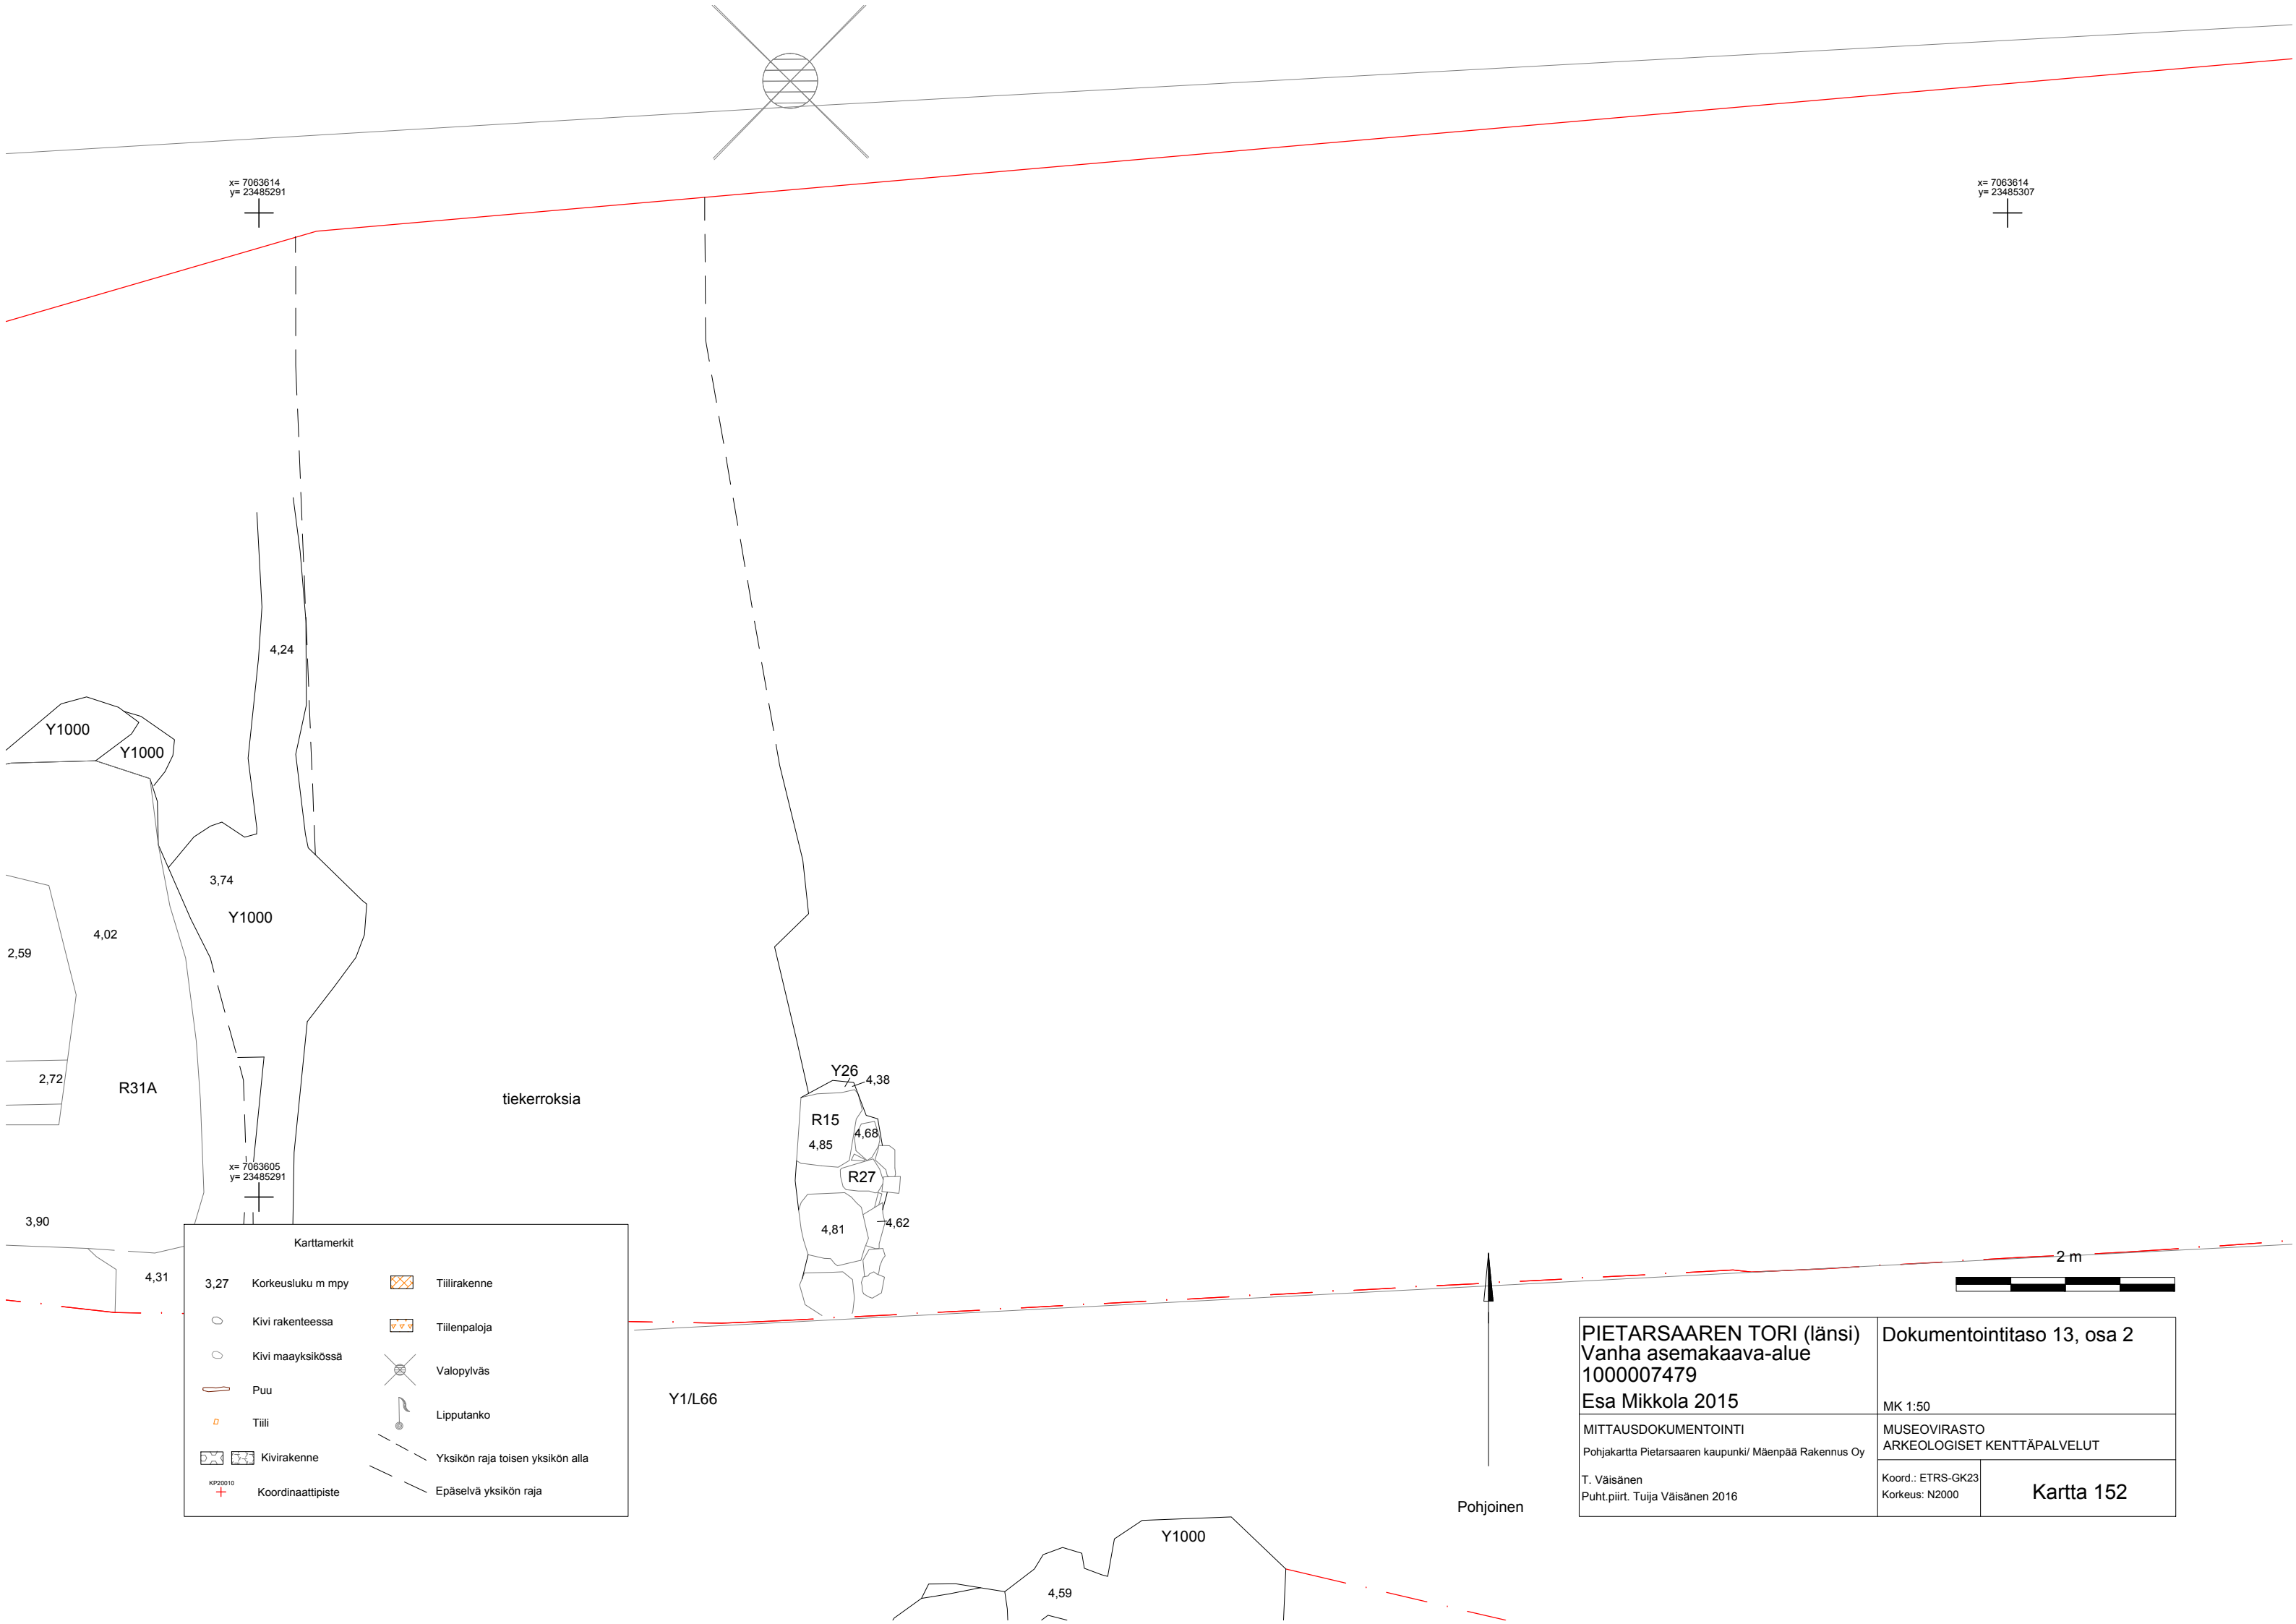 x= 7063614
y= 23485291
x= 7063614
y= 23485307
4,24
Y1000
Y1000
3,74
Y1000
4,02
2,59
2,72
R31A
tiekerroksia
Y26
4,38
R15
4,85
4,68
R27
4,81
4,62
x= 7063605
y= 23485291
3,90
4,31
Karttamerkit
3,27 Korkeusluku m mpy
Kivi rakenteessa
Kivi maayksikössä
Puu
Tiili
Kivirakenne
KP20010
Koordinaattipiste
Tiilirakenne
Tiilenpaloja
Valopylväs
Lipputanko
Yksikön raja toisen yksikön alla
Epäselvä yksikön raja
Y1/L66
Pohjoinen
2 m
PIETARSAAREN TORI (länsi)
Vanha asemakaava-alue
1000007479
Esa Mikkola 2015
Dokumentointitaso 13, osa 2
MK 1:50
MITTAUSDOKUMENTOINTI
Pohjakartta Pietarsaaren kaupunki/ Mäenpää Rakennus Oy
T. Väisänen
Puht.piirt. Tuija Väisänen 2016
MUSEOVIRASTO
ARKEOLOGISET KENTTÄPALVELUT
Koord.: ETRS-GK23
Korkeus: N2000
Kartta 152
Y1000
4,59